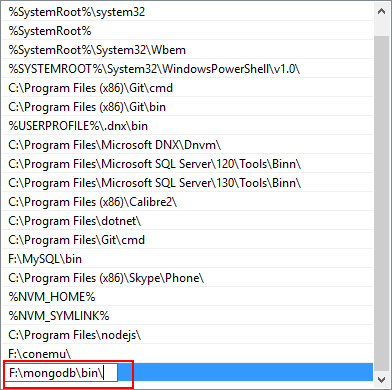 %SystemRoot%\system32
%SystemRoot%
%SystemRoot%\System32\Wbem
%SYSTEMROOT%\System32\WindowsPowerShell\v1.0\
C:\Program Files (x86)\Git\cmd
C:\Program Files (x86)\Git\bin
%USERPROFILE%\.dnx\bin
C:\Program Files\Microsoft DNX\Dnvm\
C:\Program Files\Microsoft SQL Server\120\Tools\Binn\
C:\Program Files\Microsoft SQL Server\130\Tools\Binn\
C:\Program Files (x86)\Calibre2\
C:\Program Files\dotnet\
C:\Program Files\Git\cmd
F:\MySQL\bin
C:\Program Files (x86)\Skype\Phone\
%NVM_HOME%
%NVM_SYMLINK%
C:\Program Files\nodejs\
F:\conemu\
F:\mongodb\bin\